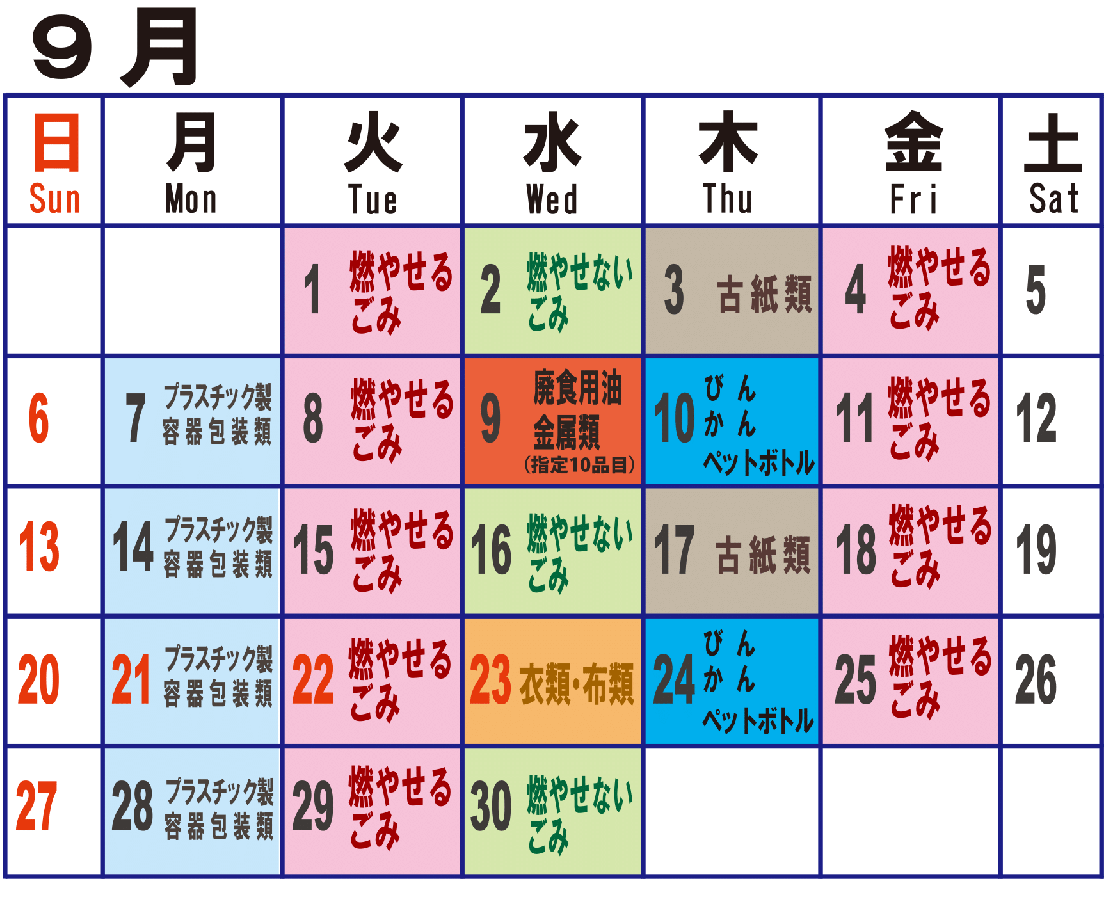 9月
日 月 火 水 木 金 土
Sun Mon Tue Wed Thu Fri Sat
1 燃やせる
ごみ
2 燃やせない
ごみ
3 古紙類
4 燃やせる
ごみ
5
6
7 プラスチック製
容器包装類
8 燃やせる
ごみ
9 廃食用油
金属類
(指定10品目)
10 びん
かん
ペットボトル
11 燃やせる
ごみ
12
13
14 プラスチック製
容器包装類
15 燃やせる
ごみ
16 燃やせない
ごみ
17 古紙類
18 燃やせる
ごみ
19
20
21 プラスチック製
容器包装類
22 燃やせる
ごみ
23 衣類・布類
24 びん
かん
ペットボトル
25 燃やせる
ごみ
26
27
28 プラスチック製
容器包装類
29 燃やせる
ごみ
30 燃やせない
ごみ